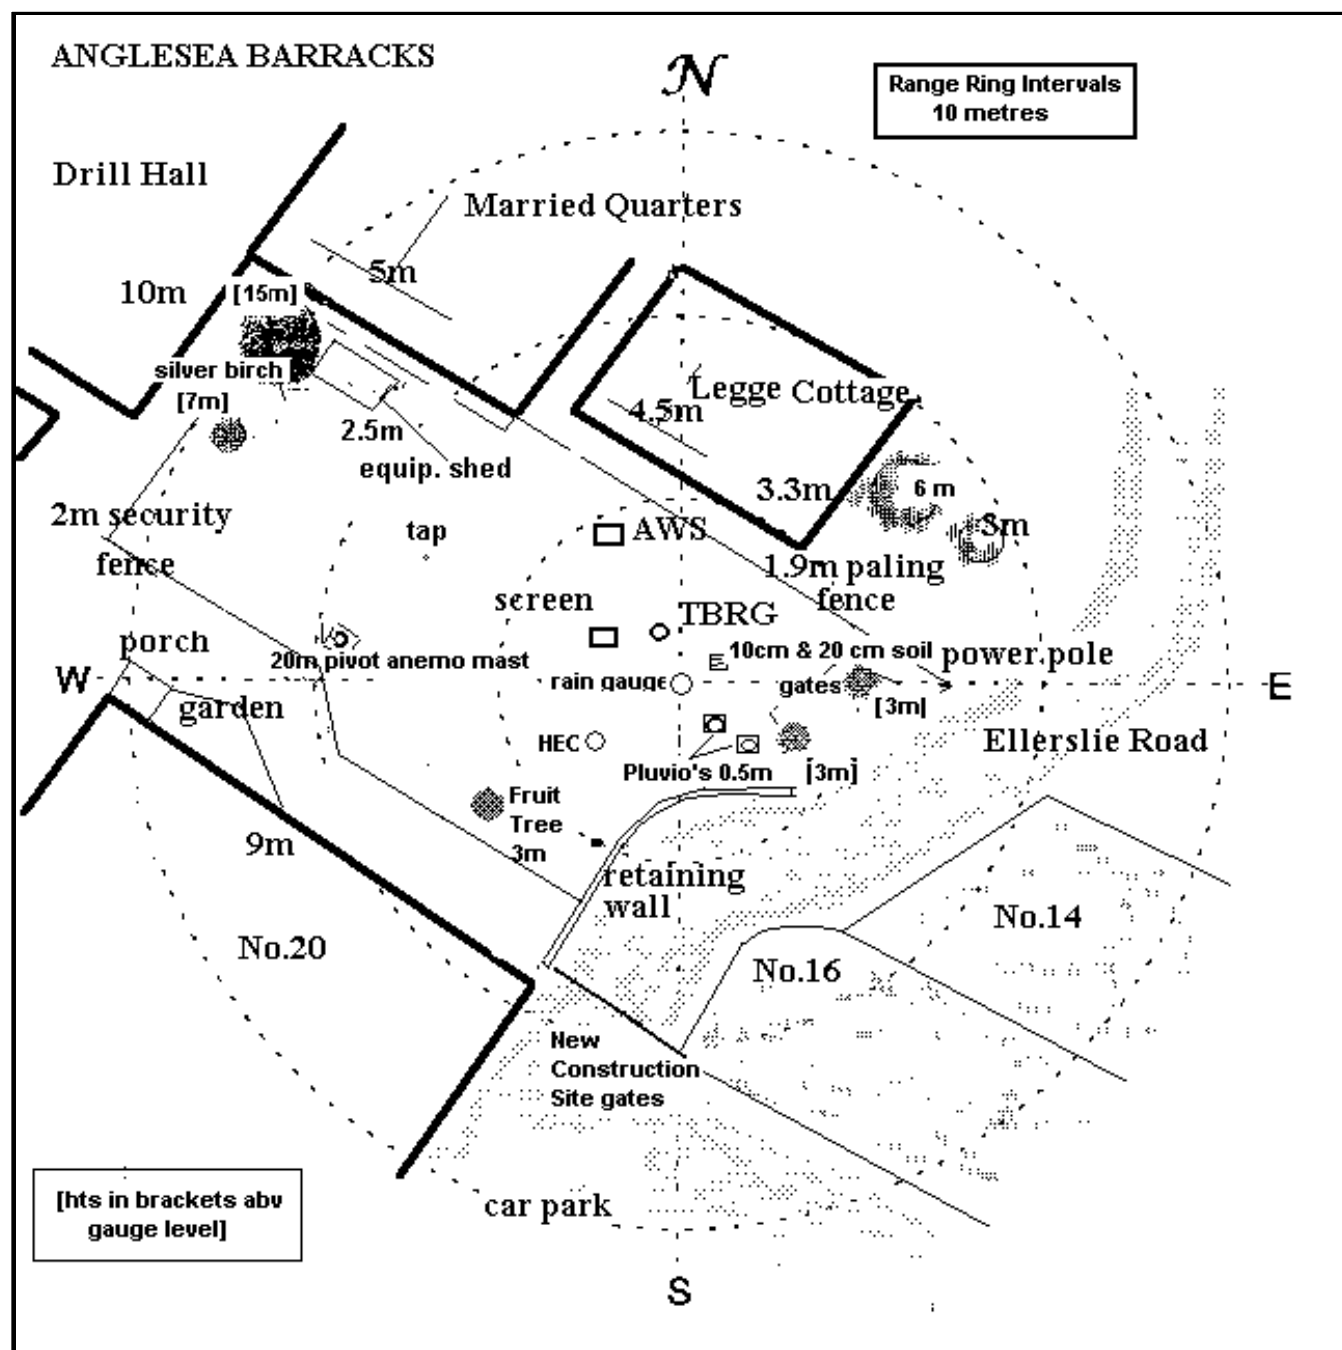 ANGLESEA BARRACKS
N
Range Ring Intervals
10 metres
Drill Hall
Married Quarters
5m
10m
[15m]
silver birch
[7m]
2.5m
equip. shed
Legge Cottage
4.5m
3.3m
6 m
3m
2m security
fence
tap
AWS
1.9m paling
fence
screen
TBRG
porch
20m pivot anemo mast
10cm & 20 cm soil
power pole
W
rain gauge
gates
E
garden
[3m]
HEC
Ellerslie Road
Pluvio's 0.5m
[3m]
Fruit
Tree
3m
9m
retaining
wall
No.14
No.20
No.16
New
Construction
Site gates
car park
[hts in brackets abv
gauge level]
S